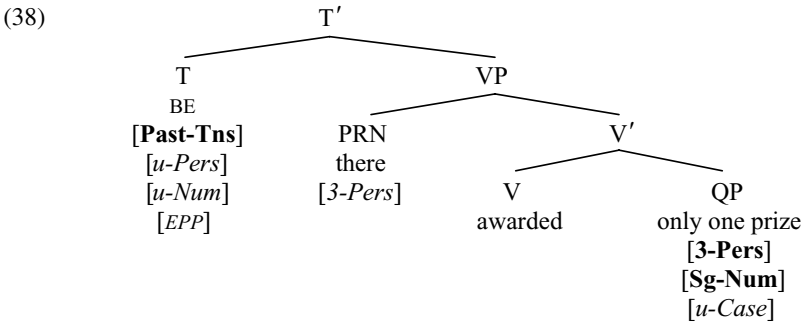 (38) T′
T VP
BE
[Past-Tns] PRN V′
[u-Pers] there
[u-Num] [3-Pers] V QP
[EPP] awarded only one prize
[3-Pers]
[Sg-Num]
[u-Case]